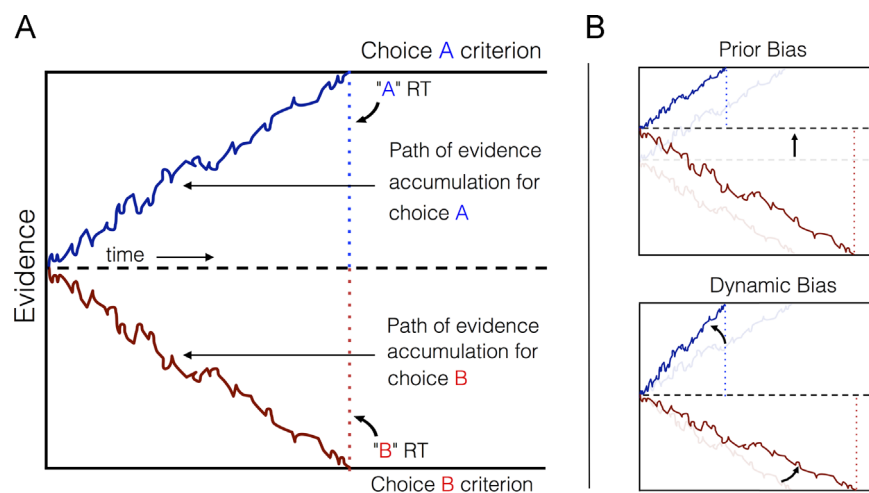 A
B
Choice A criterion
"A" RT
Path of evidence
accumulation for
choice A
time
Evidence
Path of evidence
accumulation for
choice B
"B" RT
Choice B criterion
Prior Bias
Dynamic Bias